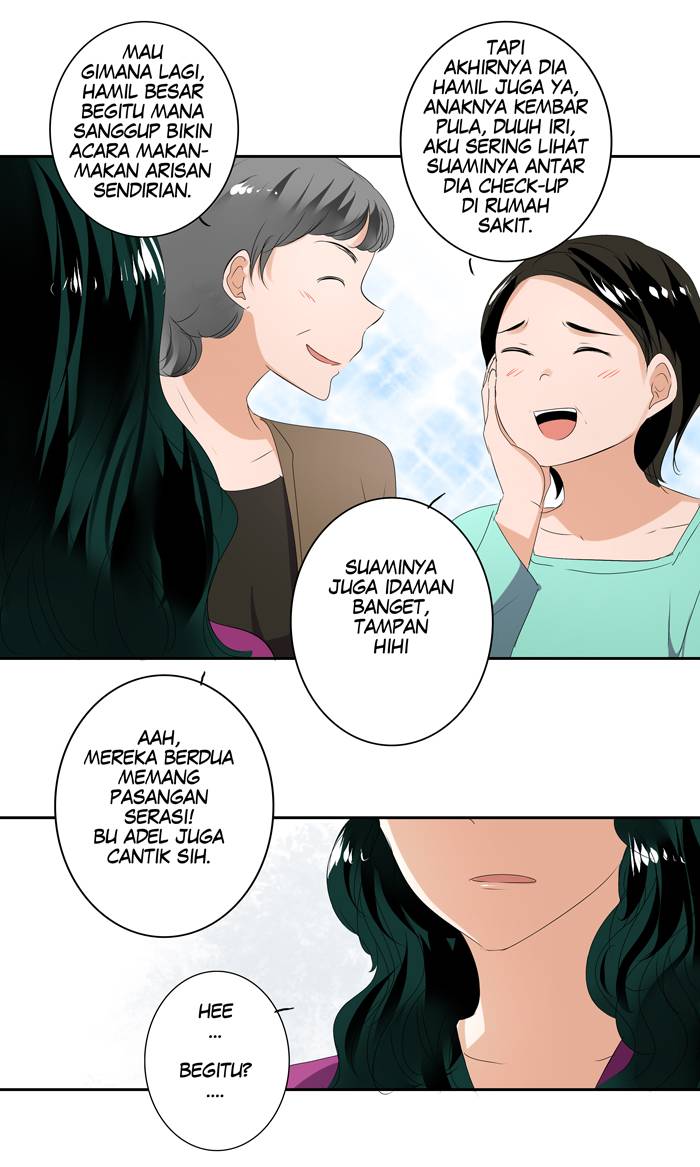 MAU
GIMANA LAGI,
HAMIL BESAR
BEGITU MANA
SANGGUP BIKIN
ACARA MAKAN-
MAKAN ARISAN
SENDIRIAN.
TAPI
AKHIRNYA DIA
HAMIL JUGA YA,
ANAKNYA KEMBAR
PULA, DUUH IRI,
AKU SERING LIHAT
SUAMINYA ANTAR
DIA CHECK-UP
DI RUMAH
SAKIT.
SUAMINYA
JUGA IDAMAN
BANGET,
TAMPAN
HIHI
AAH,
MEREKA BERDUA
MEMANG
PASANGAN
SERASI!
BU ADEL JUGA
CANTIK SIH.
HEE
...
BEGITU?
....